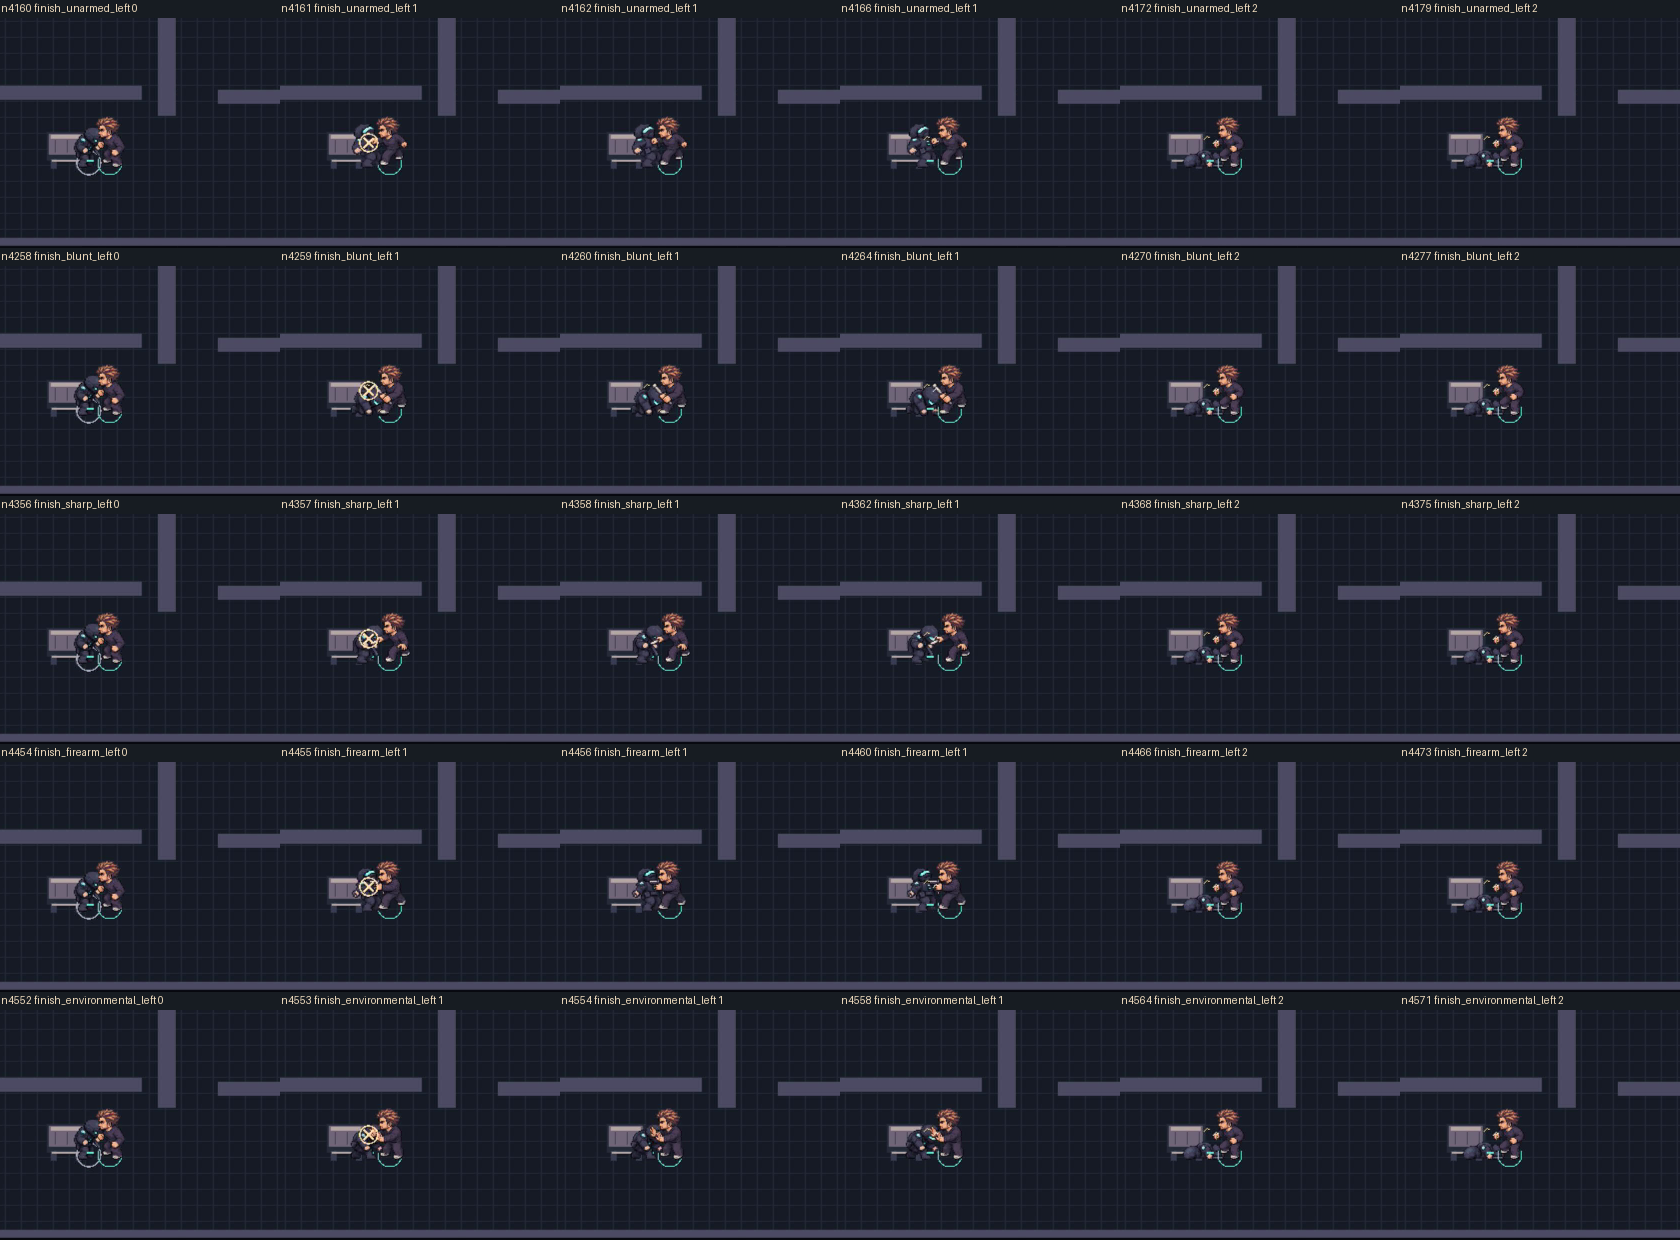 n4160 finish_unarmed_left 0
n4161 finish_unarmed_left 1
n4162 finish_unarmed_left 1
n4166 finish_unarmed_left 1
n4172 finish_unarmed_left 2
n4179 finish_unarmed_left 2
n4258 finish_blunt_left 0
n4259 finish_blunt_left 1
n4260 finish_blunt_left 1
n4264 finish_blunt_left 1
n4270 finish_blunt_left 2
n4277 finish_blunt_left 2
n4356 finish_sharp_left 0
n4357 finish_sharp_left 1
n4358 finish_sharp_left 1
n4362 finish_sharp_left 1
n4368 finish_sharp_left 2
n4375 finish_sharp_left 2
n4454 finish_firearm_left 0
n4455 finish_firearm_left 1
n4456 finish_firearm_left 1
n4460 finish_firearm_left 1
n4466 finish_firearm_left 2
n4473 finish_firearm_left 2
n4552 finish_environmental_left 0
n4553 finish_environmental_left 1
n4554 finish_environmental_left 1
n4558 finish_environmental_left 1
n4564 finish_environmental_left 2
n4571 finish_environmental_left 2